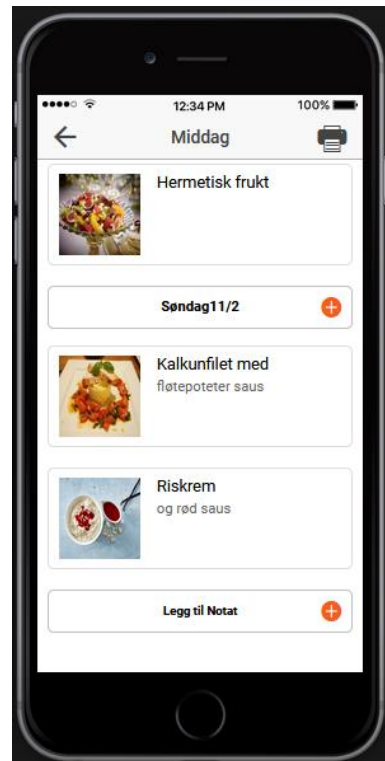 12:34 PM 100%
Middag
Hermetisk frukt
Søndag11/2
Kalkunfilet med
fløtepoteter saus
Riskrem
og rød saus
Legg til Notat